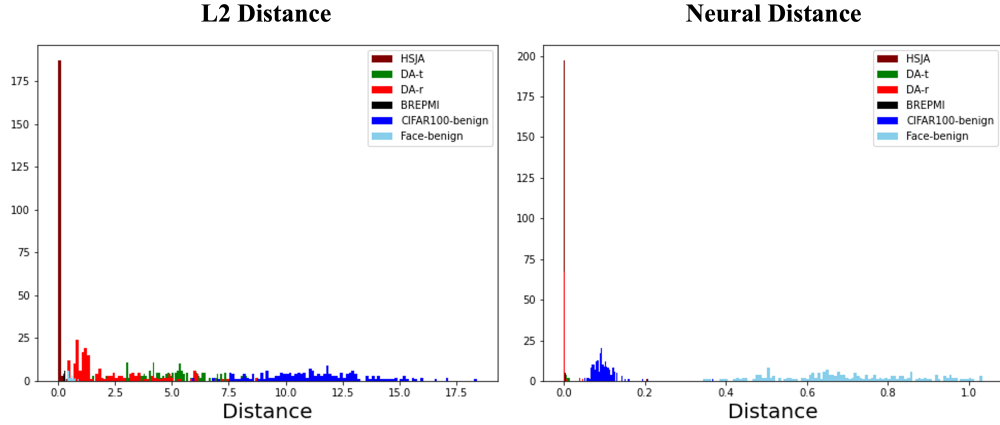 L2 Distance
Neural Distance
175
150
125
100
75
50
25
0
0.0
2.5
5.0
7.5
10.0
12.5
15.0
17.5
Distance
HSJA
DA-t
DA-r
BREPMI
CIFAR100-benign
Face-benign
200
175
150
125
100
75
50
25
0
0.0
0.2
0.4
0.6
0.8
1.0
Distance
HSJA
DA-t
DA-r
BREPMI
CIFAR100-benign
Face-benign